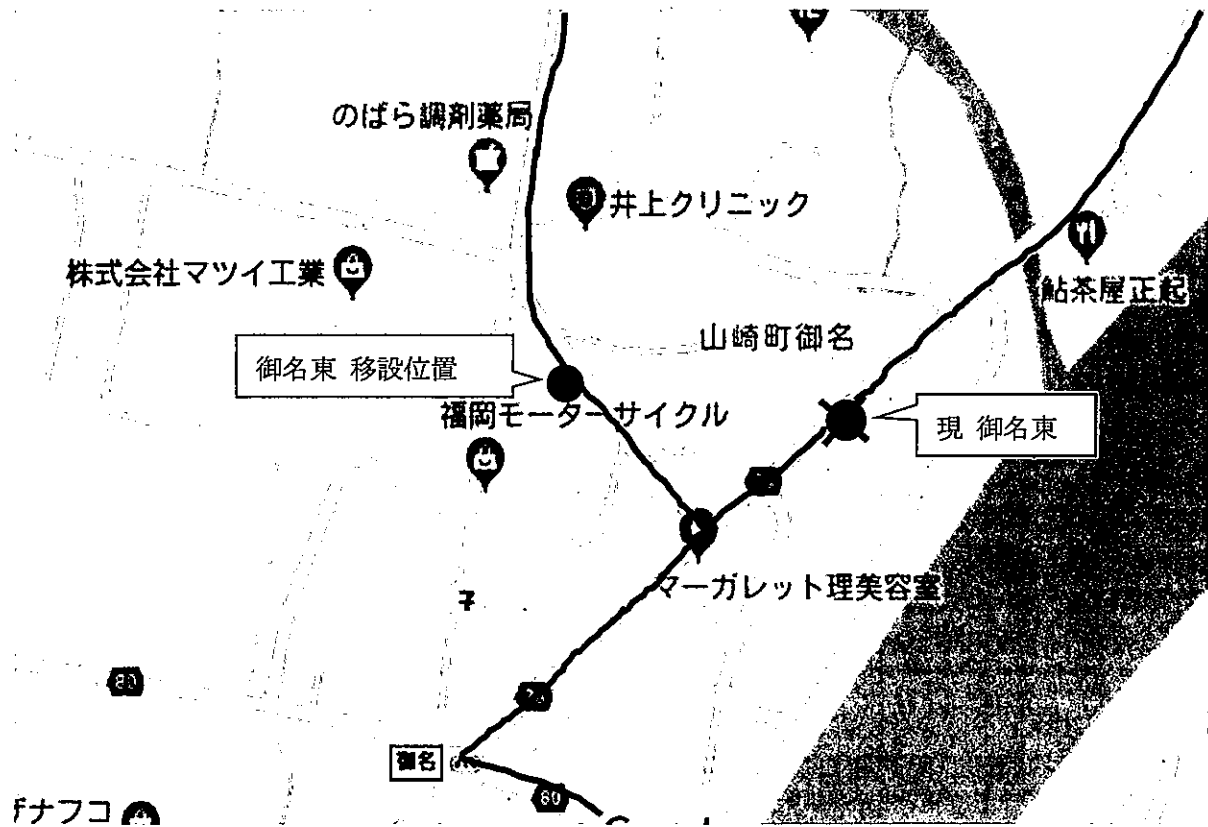 のばら調剤薬局
井上クリニック
株式会社マツイ工業
鮎茶屋正起
山崎町御名
御名東 移設位置
福岡モーターサイクル
現 御名東
マーガレット理美容室
御名
ナフコ